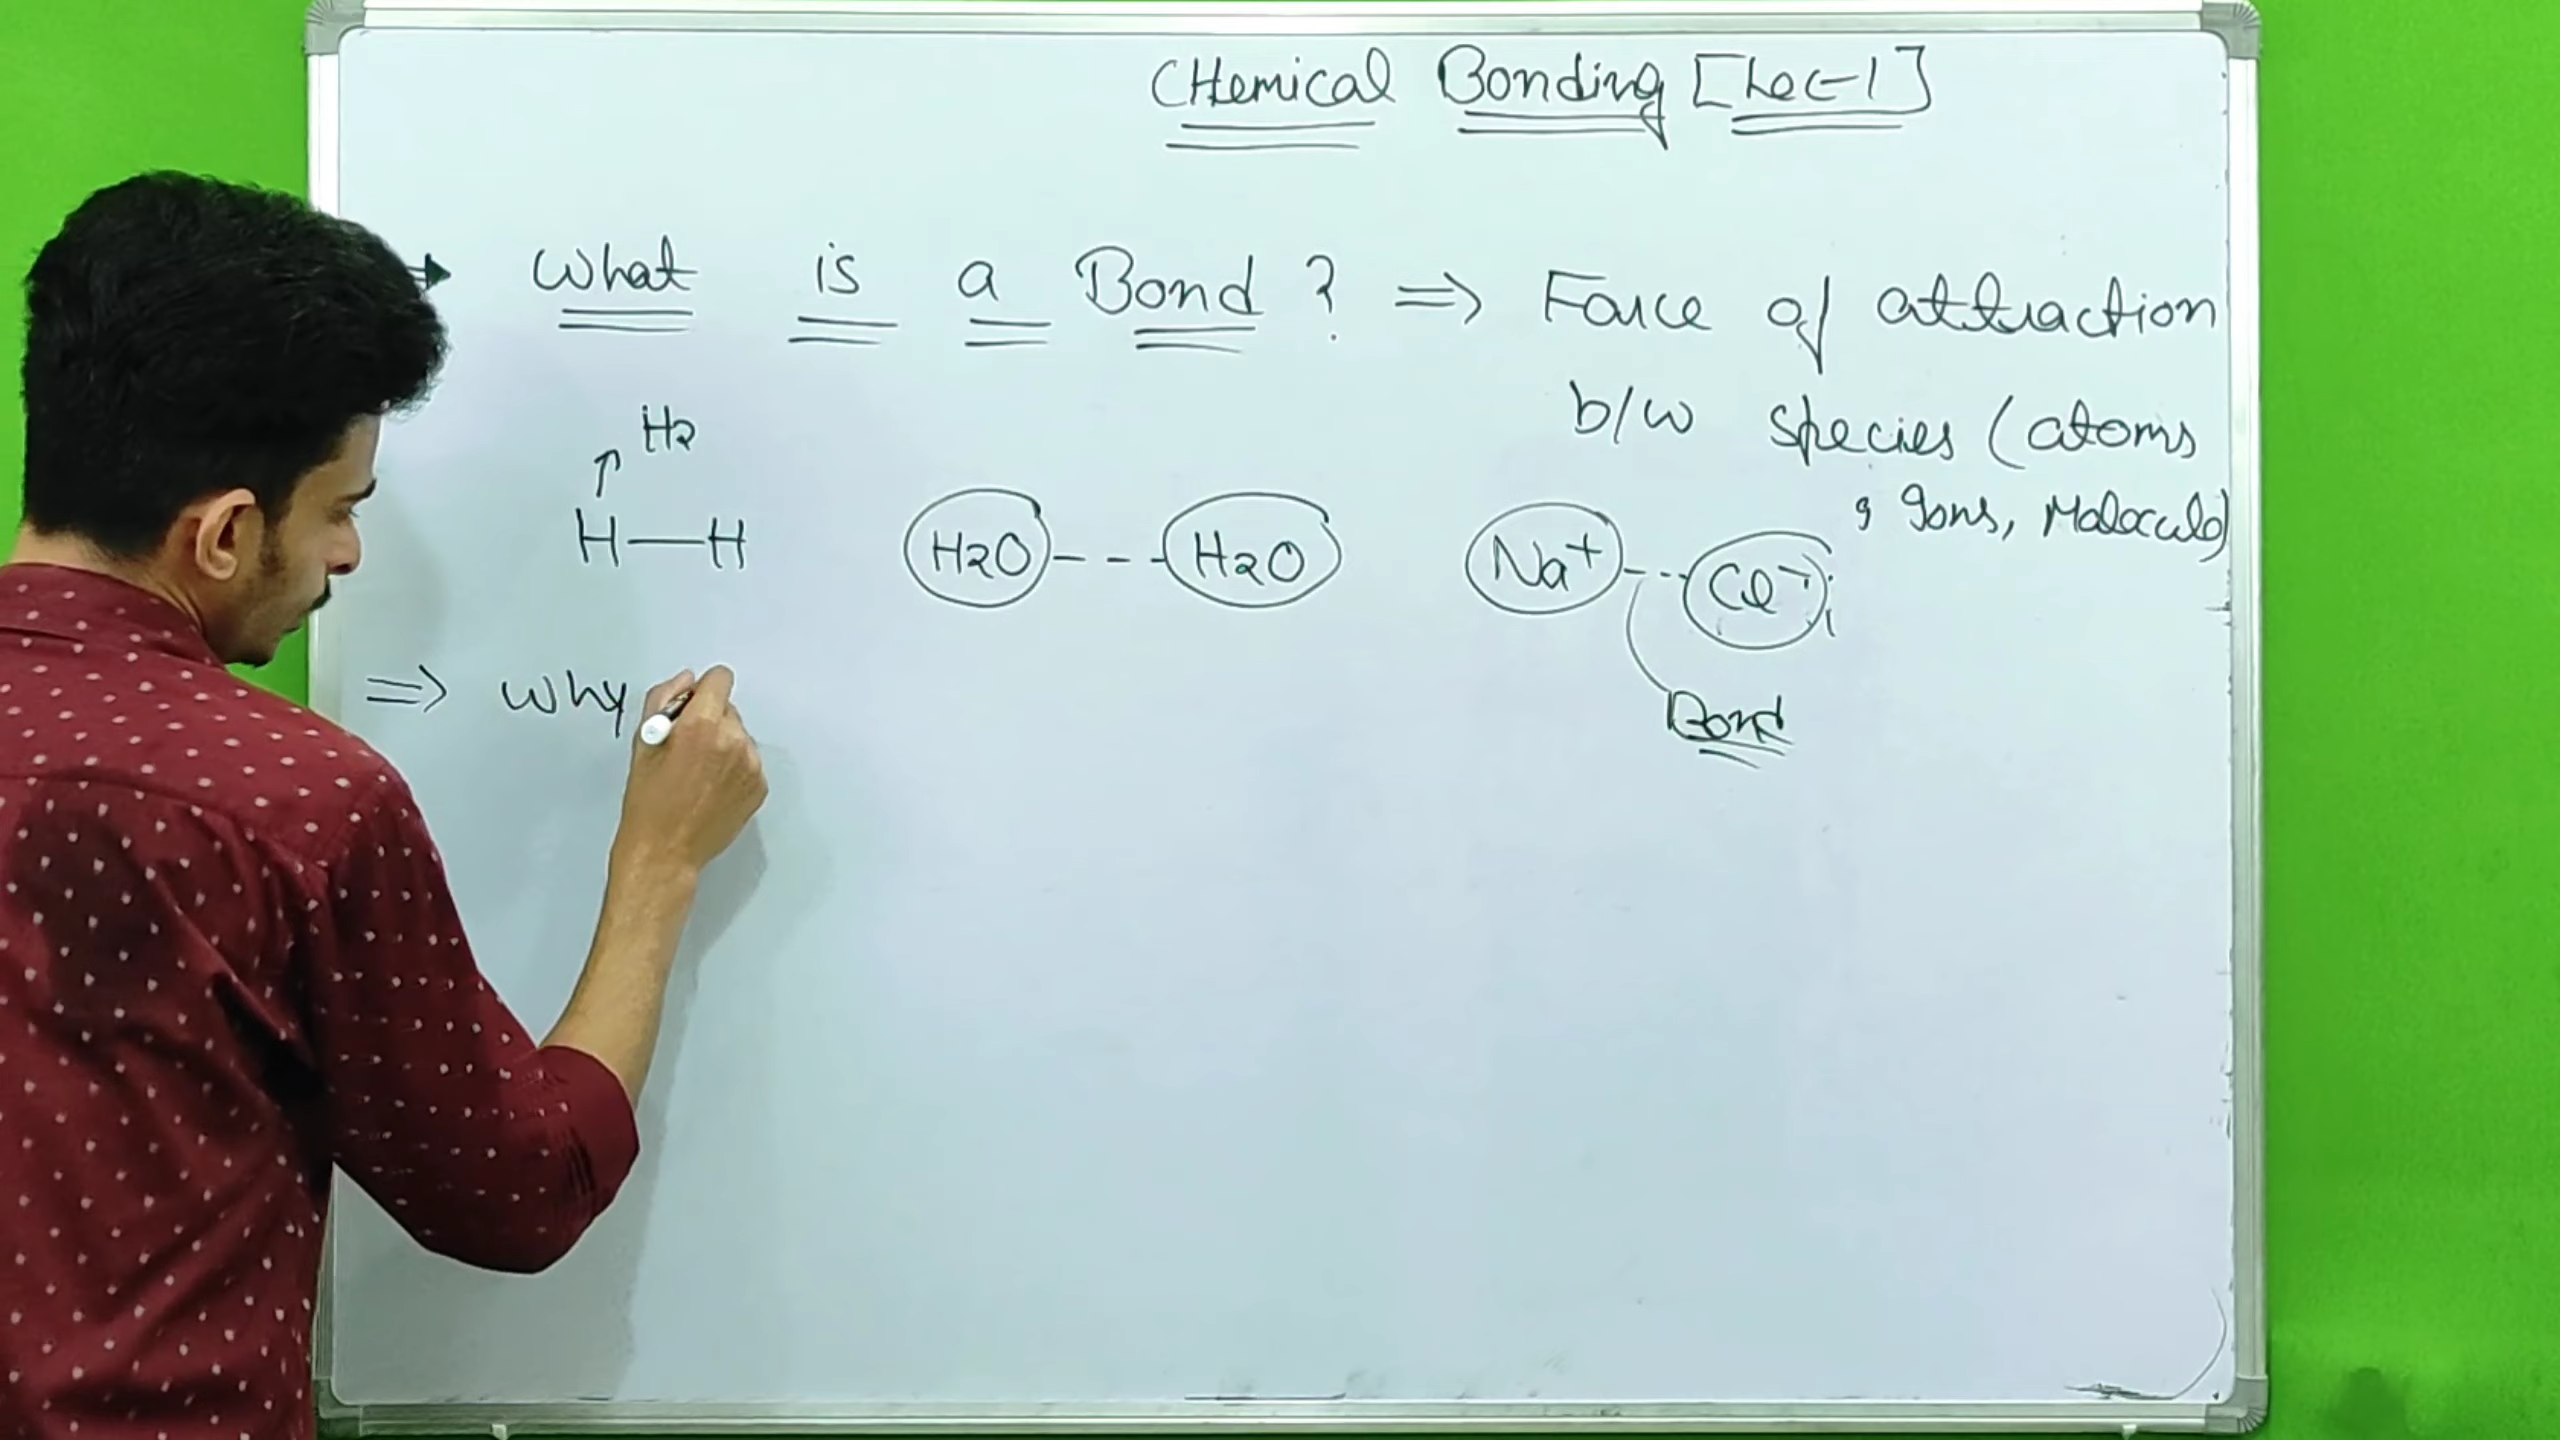 CHemical Bonding [Lec-1]
⇒ What is a Bond ? ⇒ Force of attraction
b/w species (atoms
, Ions, Molecules)
H2
↑
H—H H2O - - - H2O Na+ - - - Cl-
Bond
⇒ why